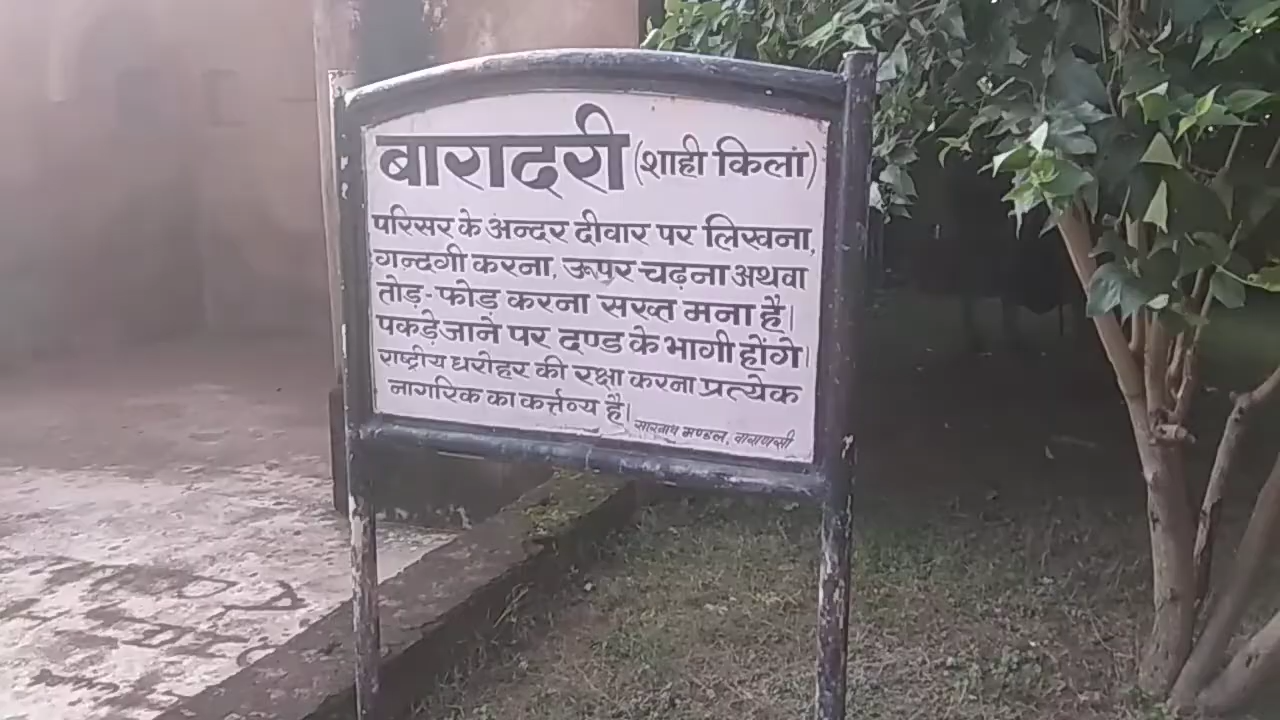 बारादरी (शाही किला)
परिसर के अन्दर दीवार पर लिखना,
गन्दगी करना, ऊपर चढ़ना अथवा
तोड़-फोड़ करना सख्त मना है।
पकड़े जाने पर दण्ड के भागी होंगे।
राष्ट्रीय धरोहर की रक्षा करना प्रत्येक
नागरिक का कर्त्तव्य है।
सारनाथ मण्डल, वाराणसी